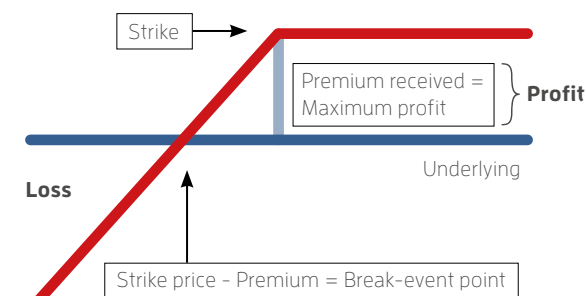 Strike
Premium received =
Maximum profit
Profit
Underlying
Loss
Strike price - Premium = Break-event point